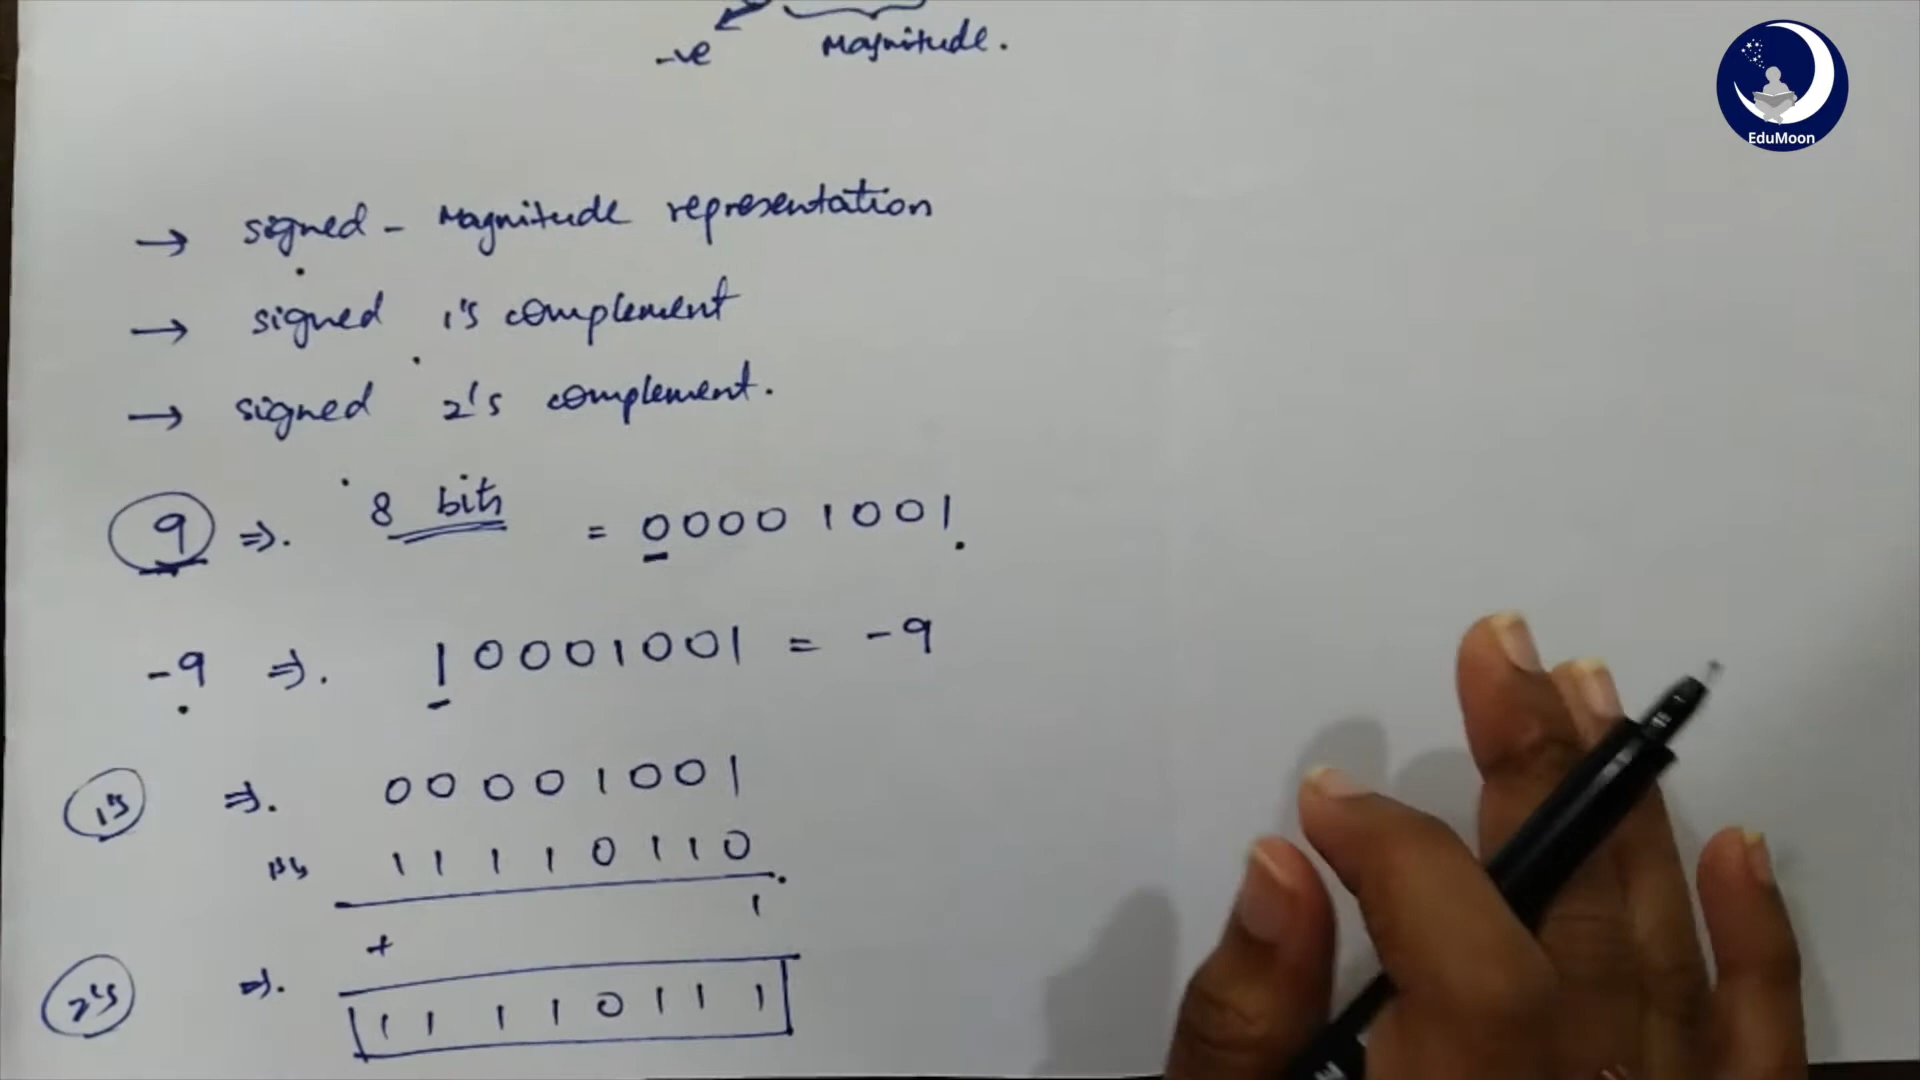 -ve Magnitude.
EduMoon
→ signed - Magnitude representation
→ signed 1's complement
→ signed 2's complement.
9 ⇒. 8 bits = 00001001
-9 ⇒. 10001001 = -9
1's ⇒. 00001001
11110110
1
+
2's ⇒. 11110111